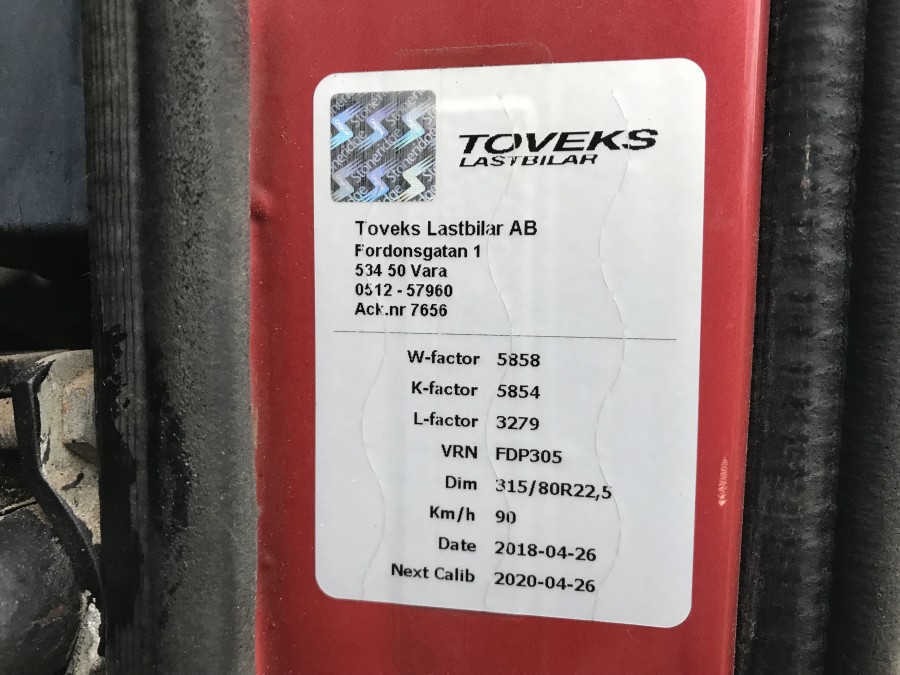 Stoneridge
TOVEKS
LASTBILAR
Toveks Lastbilar AB
Fordonsgatan 1
534 50 Vara
0512 - 57960
Ack.nr 7656
W-factor 5858
K-factor 5854
L-factor 3279
VRN FDP305
Dim 315/80R22,5
Km/h 90
Date 2018-04-26
Next Calib 2020-04-26